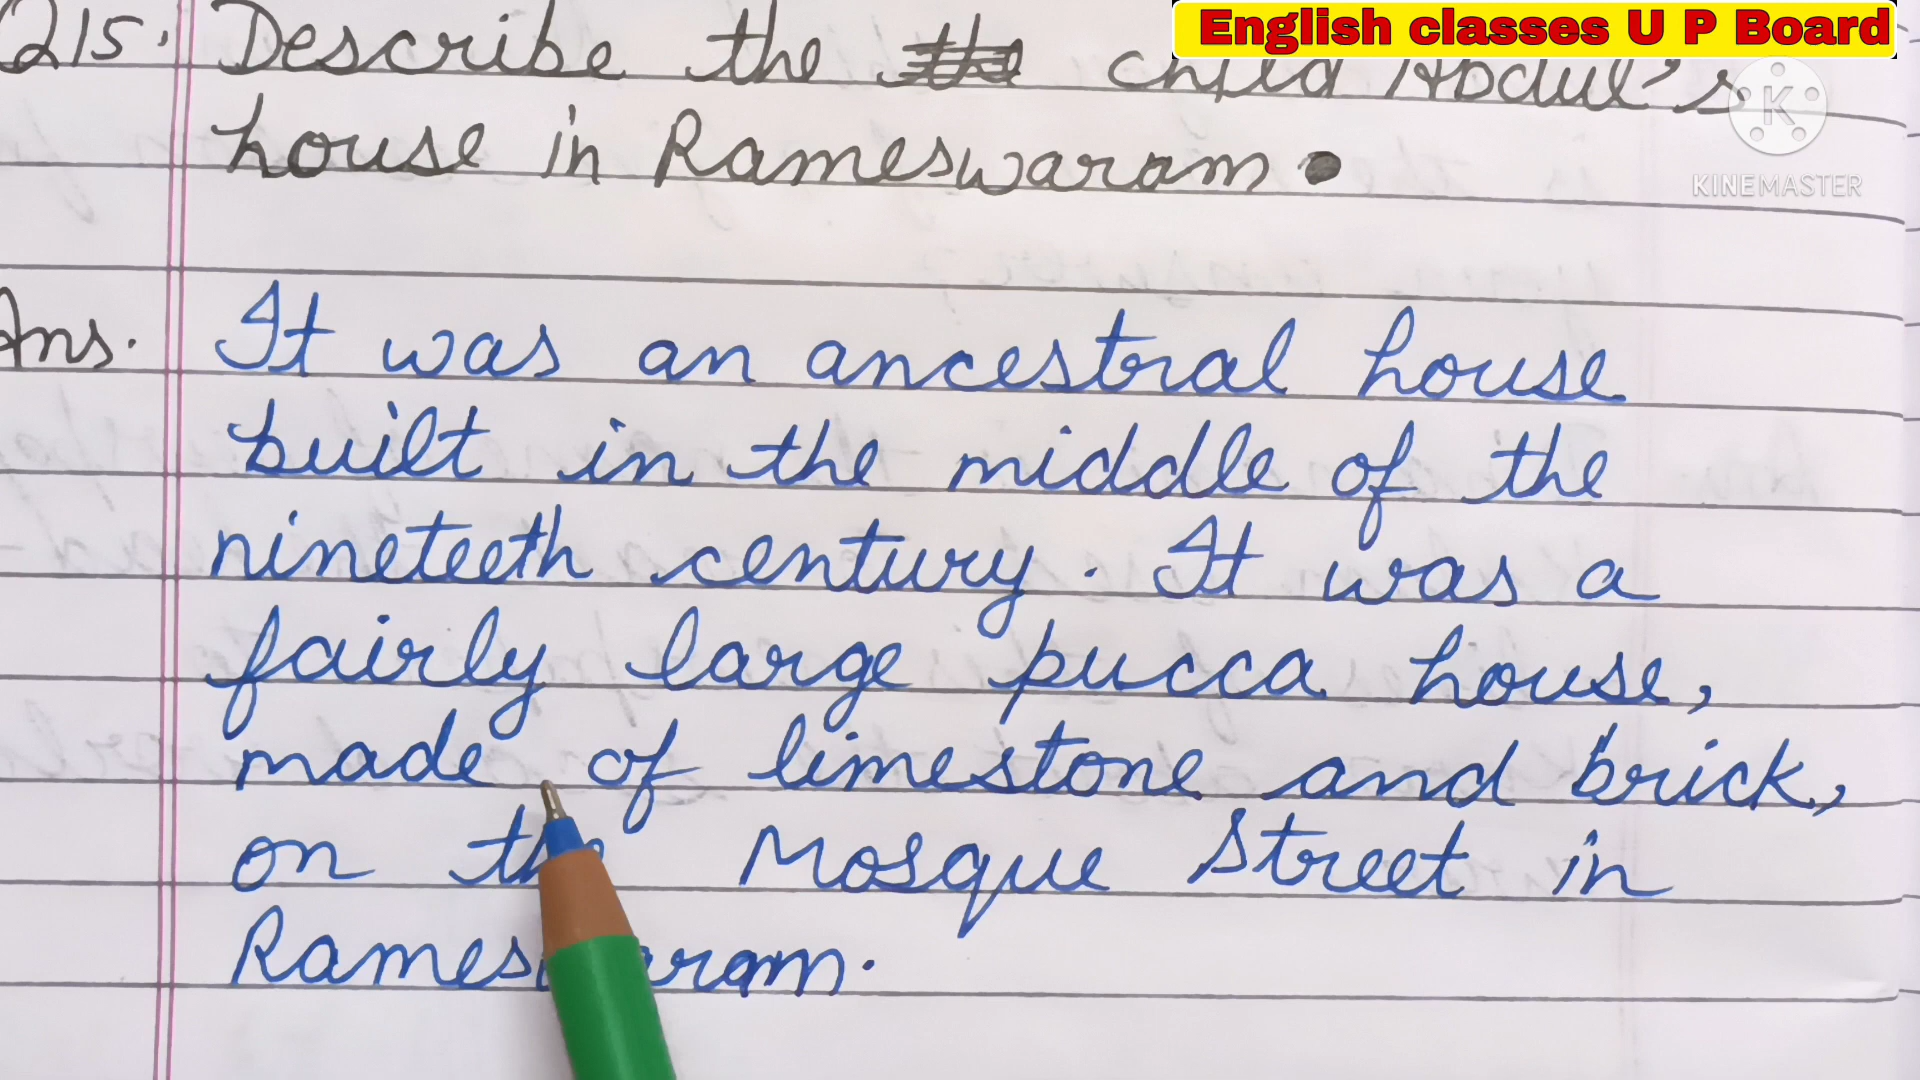 English classes U P Board
Q15. Describe the the child Abdul's
house in Rameswaram.
KINEMASTER
Ans. It was an ancestral house
built in the middle of the
nineteeth century. It was a
fairly large pucca house,
made of limestone and brick,
on the Mosque Street in
Rameswaram.